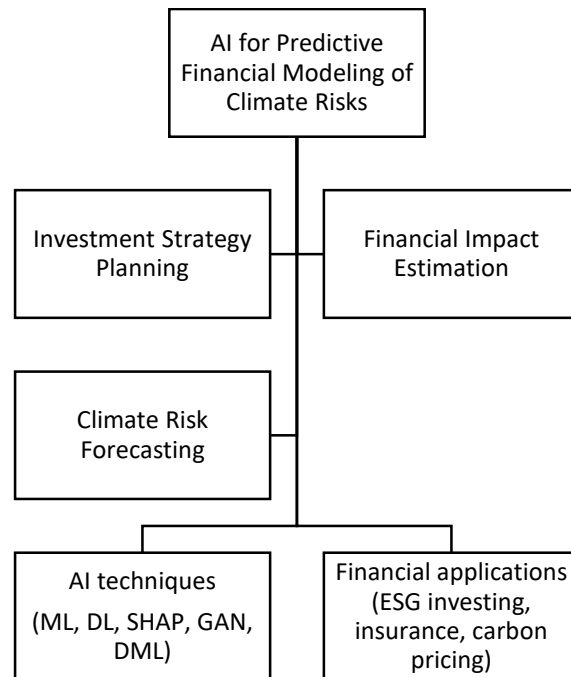 AI for Predictive
Financial Modeling of
Climate Risks
Investment Strategy
Planning
Financial Impact
Estimation
Climate Risk
Forecasting
AI techniques
(ML, DL, SHAP, GAN,
DML)
Financial applications
(ESG investing,
insurance, carbon
pricing)